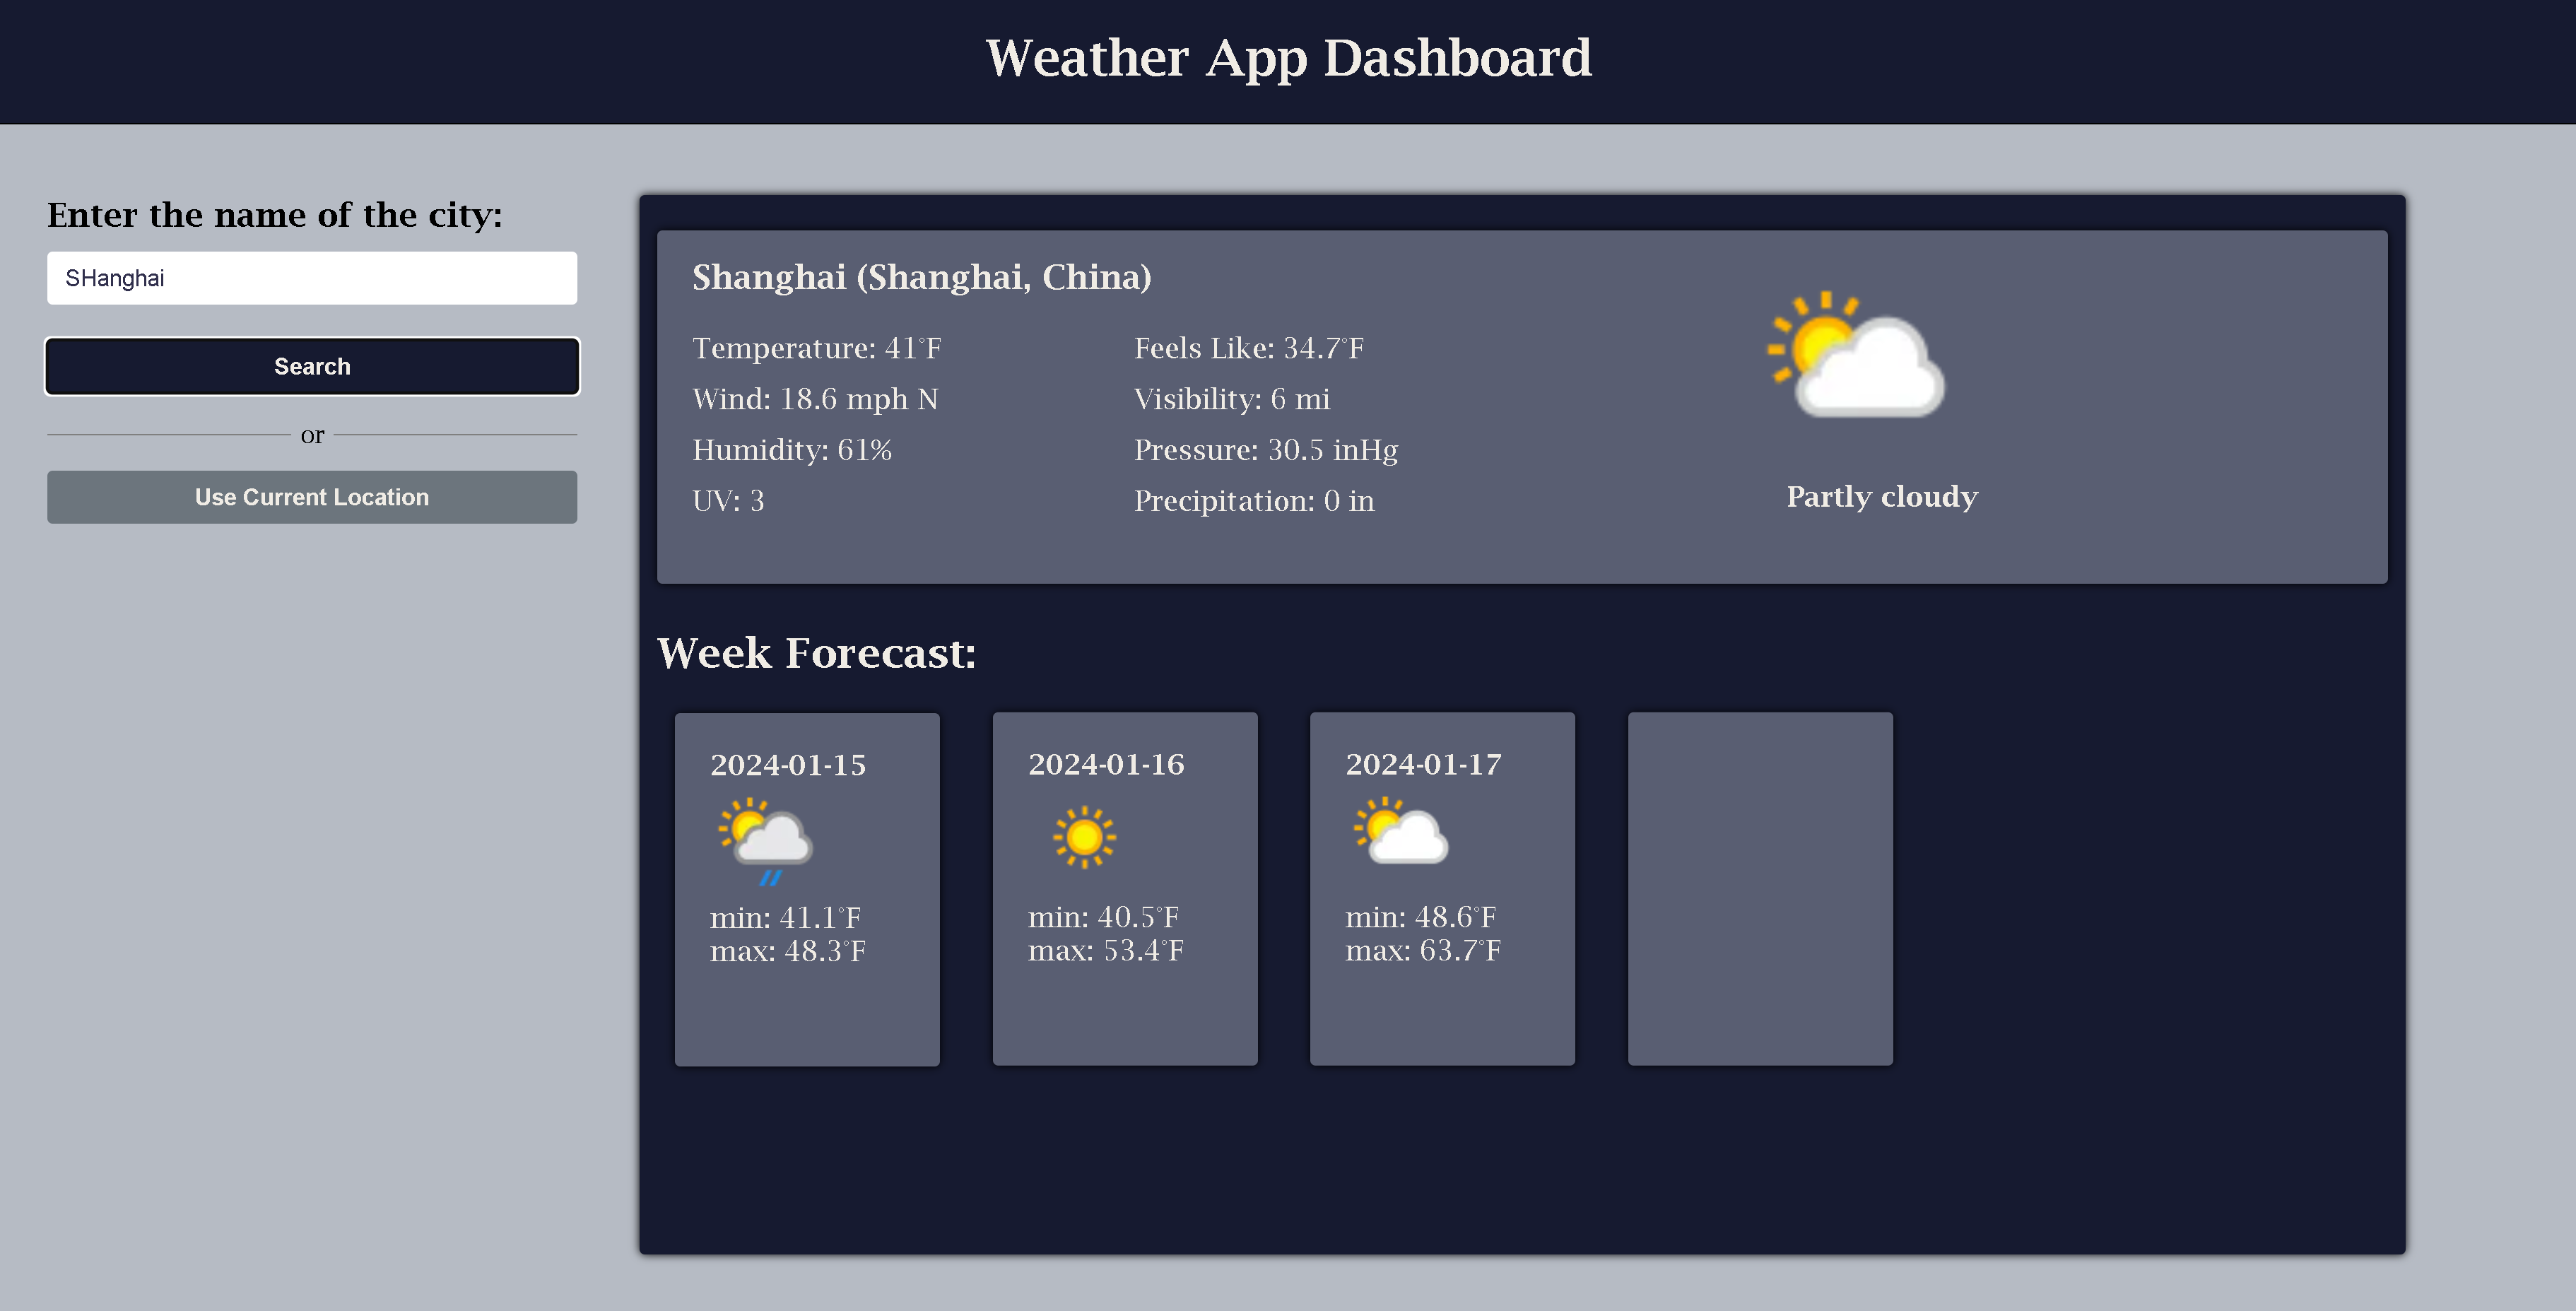 Weather App Dashboard
Enter the name of the city:
SHanghai
Search
or
Use Current Location
Shanghai (Shanghai, China)
Temperature: 41°F
Feels Like: 34.7°F
Wind: 18.6 mph N
Visibility: 6 mi
Humidity: 61%
Pressure: 30.5 inHg
UV: 3
Precipitation: 0 in
Partly cloudy
Week Forecast:
2024-01-15
min: 41.1°F
max: 48.3°F
2024-01-16
min: 40.5°F
max: 53.4°F
2024-01-17
min: 48.6°F
max: 63.7°F